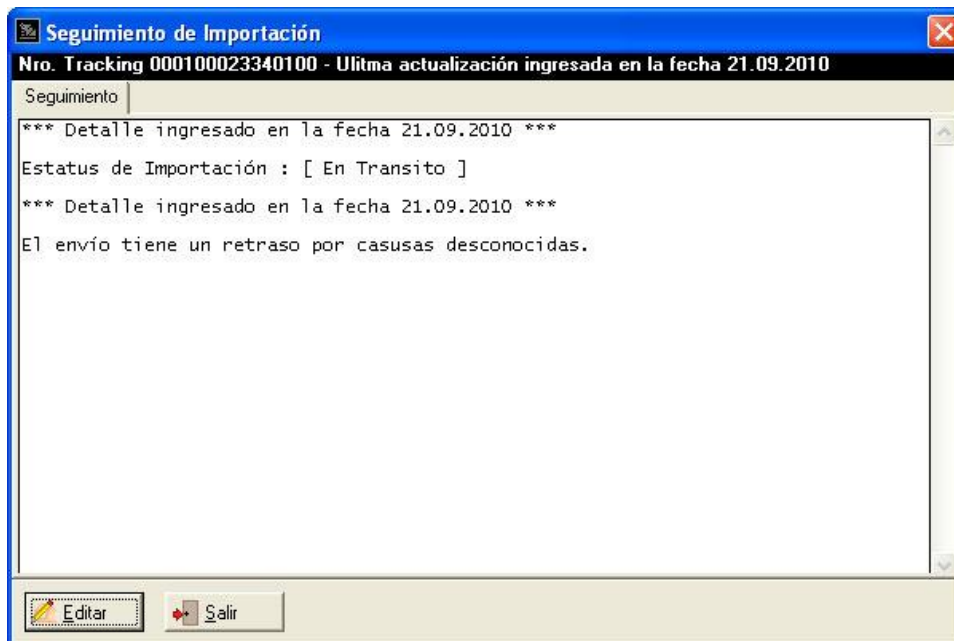 Seguimiento de Importación
Nro. Tracking 000100023340100 - Ulitma actualización ingresada en la fecha 21.09.2010
Seguimiento
*** Detalle ingresado en la fecha 21.09.2010 ***
Estatus de Importación : [ En Transito ]
*** Detalle ingresado en la fecha 21.09.2010 ***
El envío tiene un retraso por casusas desconocidas.
Editar
Salir